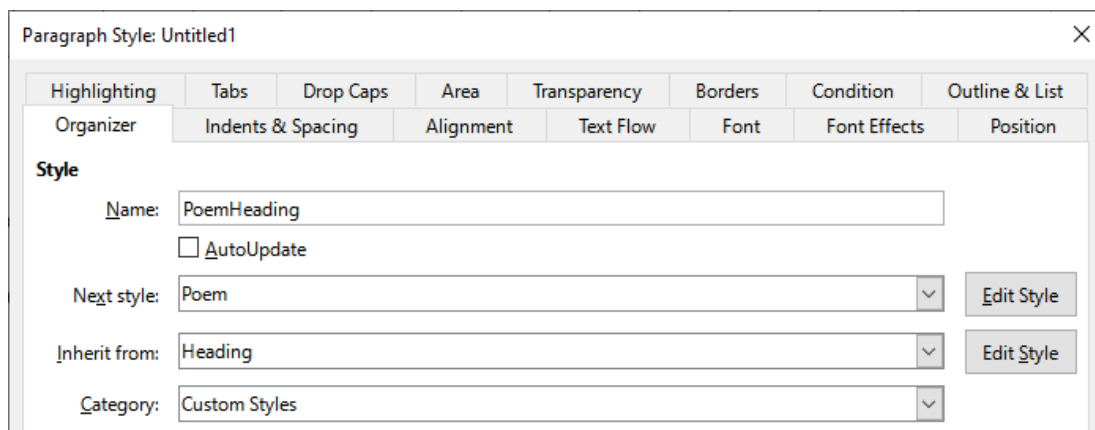 Paragraph Style: Untitled1
Highlighting Tabs Drop Caps Area Transparency Borders Condition Outline & List
Organizer Indents & Spacing Alignment Text Flow Font Font Effects Position
Style
Name: PoemHeading
AutoUpdate
Next style: Poem Edit Style
Inherit from: Heading Edit Style
Category: Custom Styles